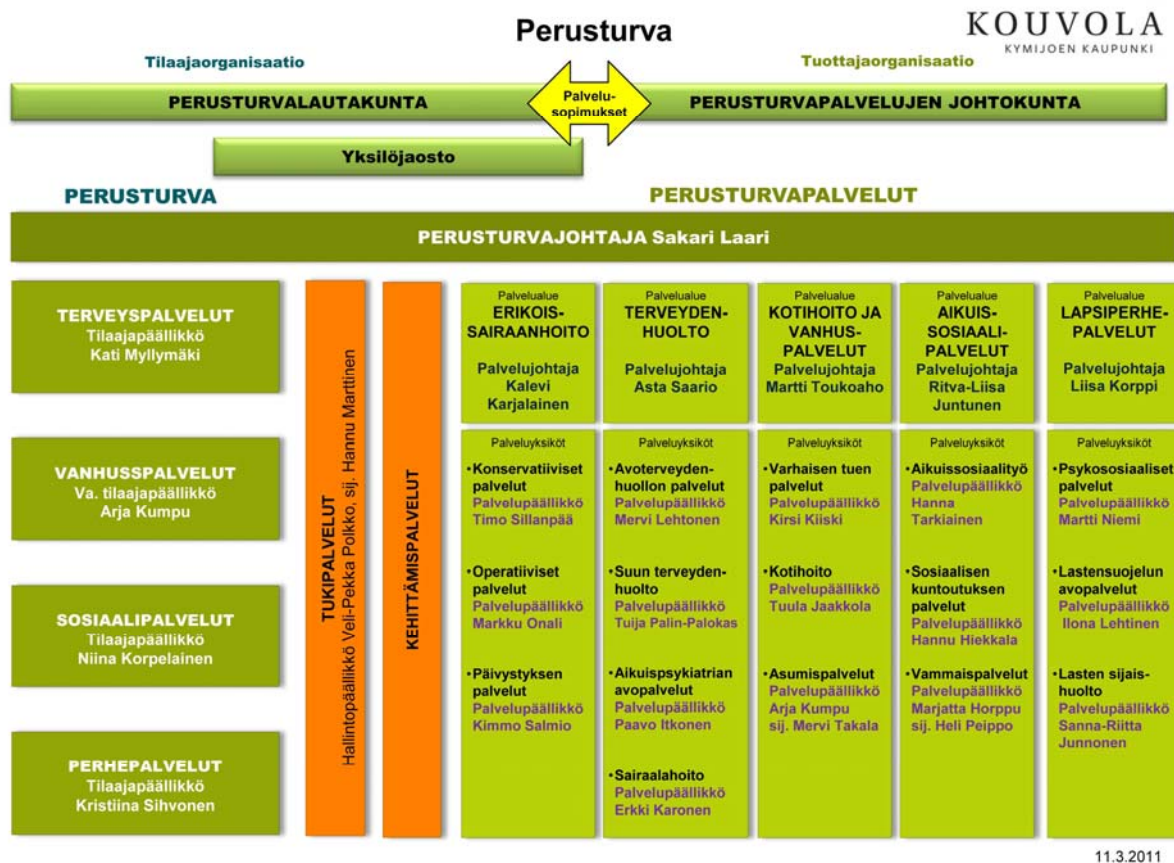 Perusturva
KOUVOLA
KYMIJOEN KAUPUNKI
Tilaajaorganisaatio
Tuottajaorganisaatio
PERUSTURVALAUTAKUNTA
Palvelu-
sopimukset
PERUSTURVAPALVELUJEN JOHTOKUNTA
Yksilöjaosto
PERUSTURVA
PERUSTURVAPALVELUT
PERUSTURVAJOHTAJA Sakari Laari
TERVEYSPALVELUT
Tilaajapäällikkö
Kati Myllymäki
VANHUSSPALVELUT
Va. tilaajapäällikkö
Arja Kumpu
SOSIAALIPALVELUT
Tilaajapäällikkö
Niina Korpelainen
PERHEPALVELUT
Tilaajapäällikkö
Kristiina Sihvonen
TUKIPALVELUT
Hallintopäällikkö Veli-Pekka Polkko, sij. Hannu Marttinen
KEHITTÄMISPALVELUT
Palvelualue
ERIKOIS-
SAIRAANHOITO
Palvelujohtaja
Kalevi
Karjalainen
Palveluyksiköt
•Konservatiiviset
palvelut
Palvelupäällikkö
Timo Sillanpää
•Operatiiviset
palvelut
Palvelupäällikkö
Markku Onali
•Päivystyksen
palvelut
Palvelupäällikkö
Kimmo Salmio
Palvelualue
TERVEYDEN-
HUOLTO
Palvelujohtaja
Asta Saario
Palveluyksiköt
•Avoterveyden-
huollon palvelut
Palvelupäällikkö
Mervi Lehtonen
•Suun terveyden-
huolto
Palvelupäällikkö
Tuija Palin-Palokas
•Aikuispsykiatrian
avopalvelut
Palvelupäällikkö
Paavo Itkonen
•Sairaalahoito
Palvelupäällikkö
Erkki Karonen
Palvelualue
KOTIHOITO JA
VANHUS-
PALVELUT
Palvelujohtaja
Martti Toukoaho
Palveluyksiköt
•Varhaisen tuen
palvelut
Palvelupäällikkö
Kirsi Kiiski
•Kotihoito
Palvelupäällikkö
Tuula Jaakkola
•Asumispalvelut
Palvelupäällikkö
Arja Kumpu
sij. Mervi Takala
Palvelualue
AIKUIS-
SOSIAALI-
PALVELUT
Palvelujohtaja
Ritva-Liisa
Juntunen
Palveluyksiköt
•Aikuissosiaalityö
Palvelupäällikkö
Hanna
Tarkiainen
•Sosiaalisen
kuntoutuksen
palvelut
Palvelupäällikkö
Hannu Hiekkala
•Vammaispalvelut
Palvelupäällikkö
Marjatta Horppu
sij. Heli Peippo
Palvelualue
LAPSIPERHE-
PALVELUT
Palvelujohtaja
Liisa Korppi
Palveluyksiköt
•Psykososiaaliset
palvelut
Palvelupäällikkö
Martti Niemi
•Lastensuojelun
avopalvelut
Palvelupäällikkö
Ilona Lehtinen
•Lasten sijais-
huolto
Palvelupäällikkö
Sanna-Riitta
Junnonen
11.3.2011